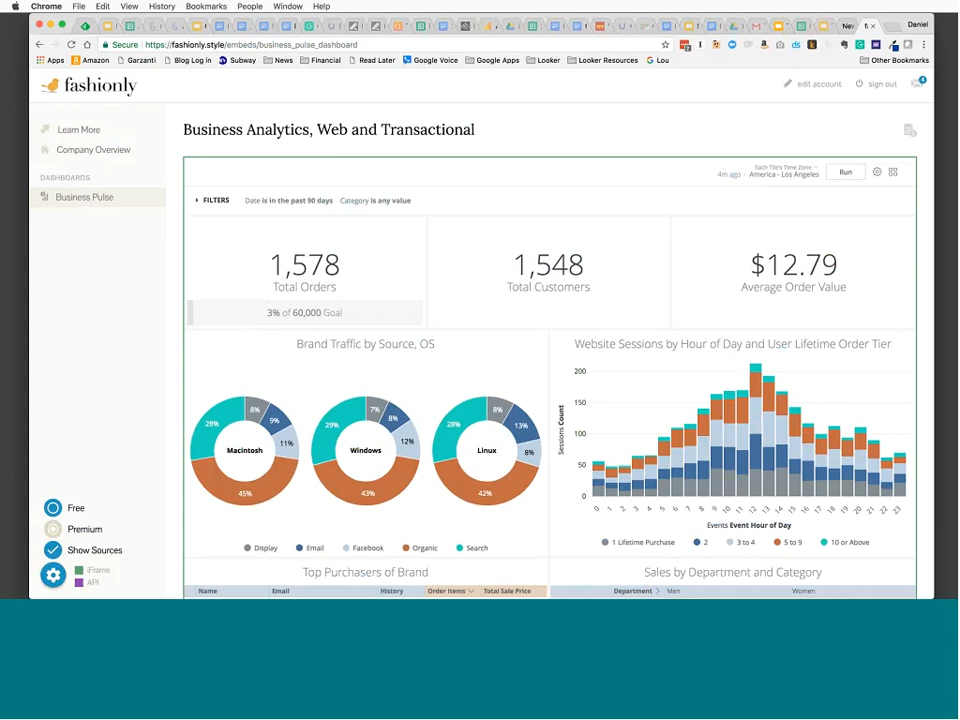 Chrome File Edit View History Bookmarks People Window Help
Daniel
Secure https://fashionly.style/embeds/business_pulse_dashboard
Apps Amazon Garzanti Blog Log in Subway News Financial Read Later Google Voice Google Apps Looker Looker Resources Lou Other Bookmarks
fashionly
edit account sign out 4
Learn More
Company Overview
DASHBOARDS
Business Pulse
Business Analytics, Web and Transactional
Each Tile's Time Zone
4m ago · America - Los Angeles Run
FILTERS Date is in the past 90 days Category is any value
1,578
Total Orders
3% of 60,000 Goal
1,548
Total Customers
$12.79
Average Order Value
Brand Traffic by Source, OS
8% 9% 11% 45% 28% Macintosh
7% 8% 12% 43% 29% Windows
8% 13% 8% 42% 28% Linux
Display Email Facebook Organic Search
Website Sessions by Hour of Day and User Lifetime Order Tier
Sessions Count
200
150
100
50
0
0 1 2 3 4 5 6 7 8 9 10 11 12 13 14 15 16 17 18 19 20 21 22 23
Events Event Hour of Day
1 Lifetime Purchase 2 3 to 4 5 to 9 10 or Above
Top Purchasers of Brand
Name Email History Order Items Total Sale Price
Sales by Department and Category
Department Men Women
Free
Premium
Show Sources
iFrame
API